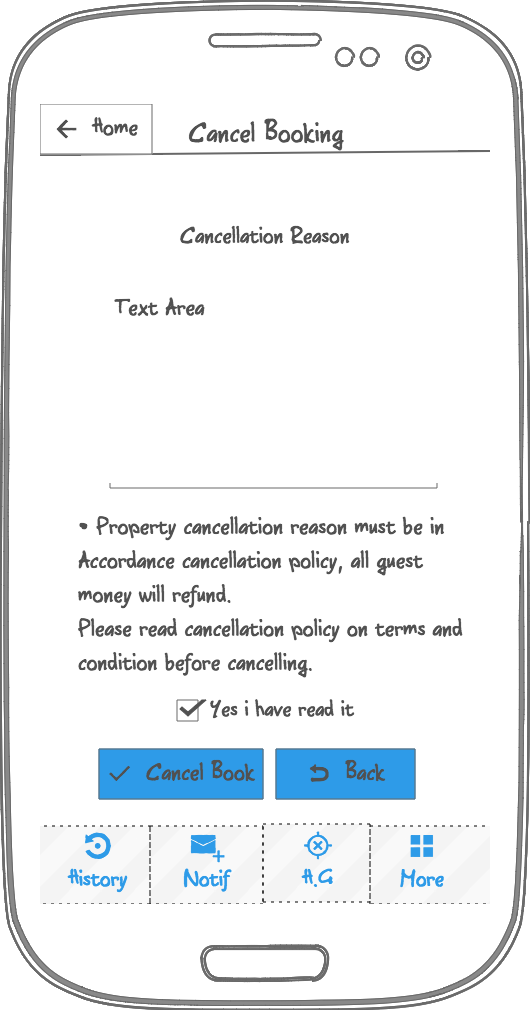 Home
Cancel Booking
Cancellation Reason
Text Area
• Property cancellation reason must be in
Accordance cancellation policy, all guest
money will refund.
Please read cancellation policy on terms and
condition before cancelling.
Yes i have read it
Cancel Book
Back
History
Notif
H.G
More